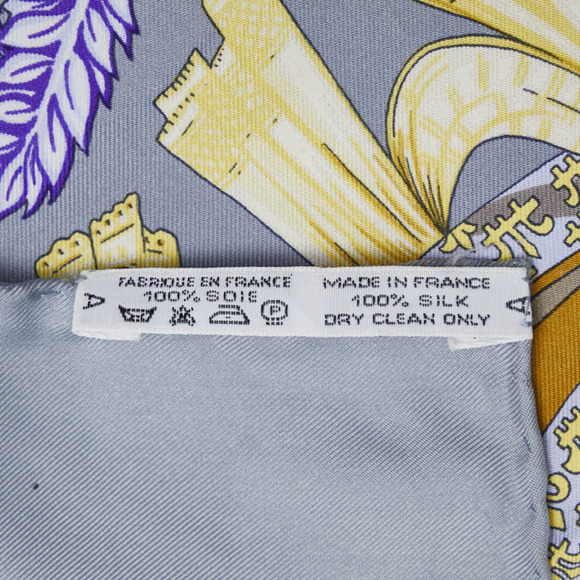 FABRIQUE EN FRANCE
100% SOIE
P
MADE IN FRANCE
100% SILK
DRY CLEAN ONLY
A
A